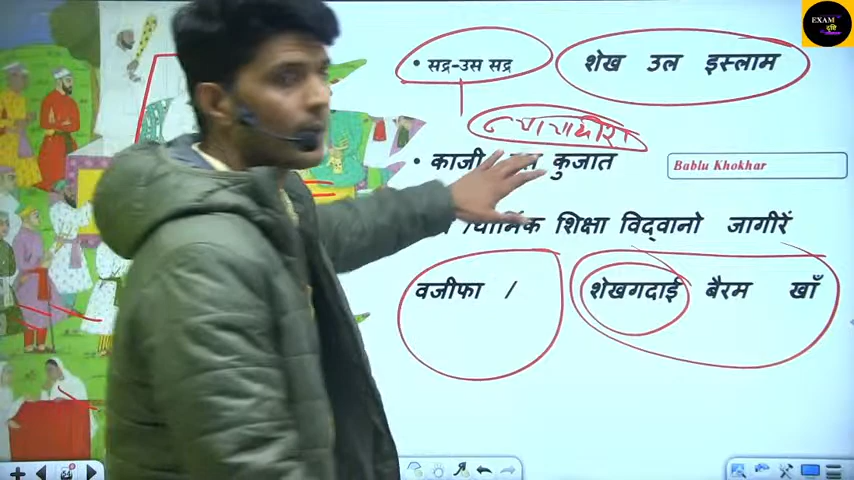 EXAM
दृष्टि
• सद्र-उस सद्र शेख उल इस्लाम
न्यायाधीश
• काजी कुजात
Bablu Khokhar
धार्मिक शिक्षा विद्वानो जागीरें
वजीफा / शेखगदाई बैरम खाँ